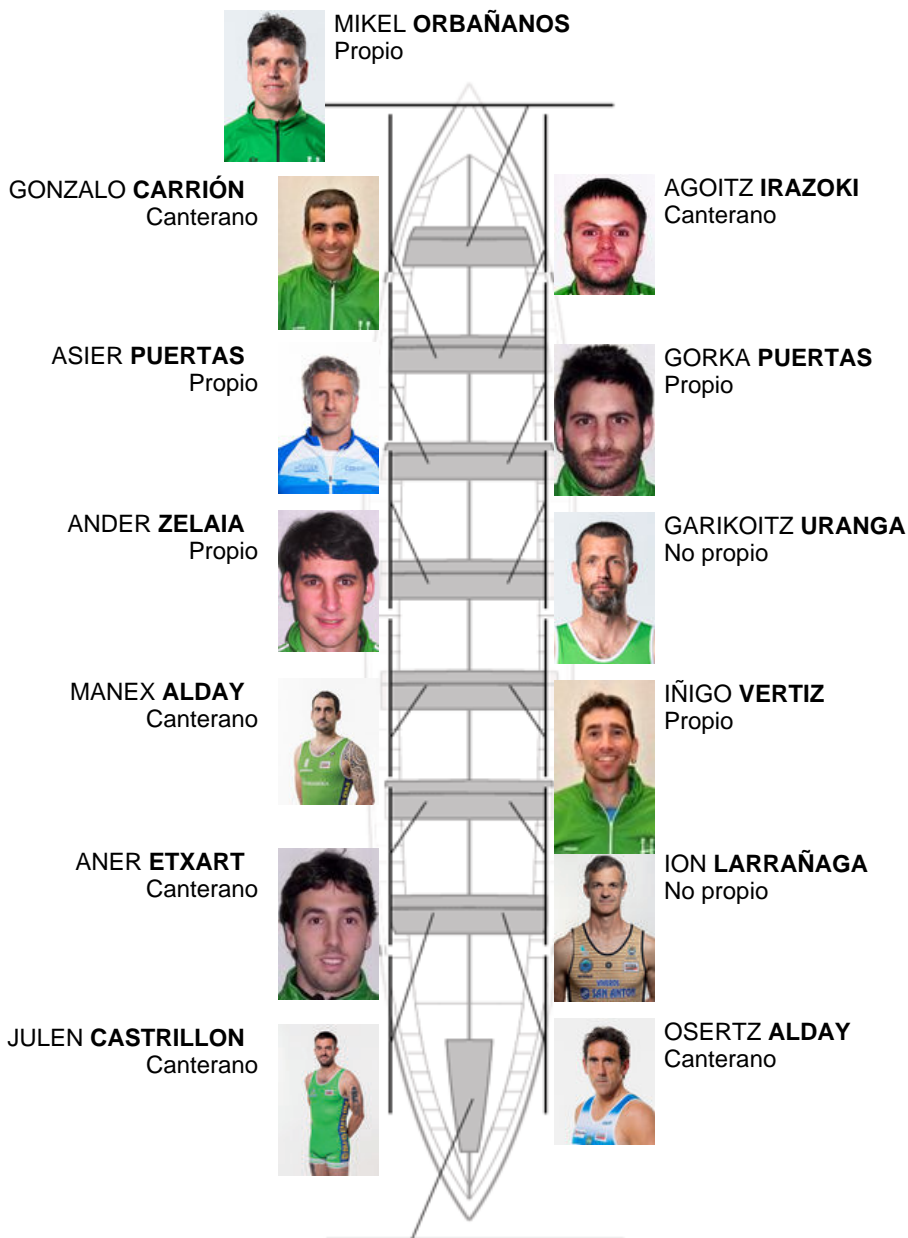 MIKEL ORBAÑANOS
Propio
GONZALO CARRIÓN
Canterano
AGOITZ IRAZOKI
Canterano
ASIER PUERTAS
Propio
GORKA PUERTAS
Propio
ANDER ZELAIA
Propio
GARIKOITZ URANGA
No propio
MANEX ALDAY
Canterano
IÑIGO VERTIZ
Propio
ANER ETXART
Canterano
ION LARRAÑAGA
No propio
SAN ANTON
JULEN CASTRILLON
Canterano
OSERTZ ALDAY
Canterano